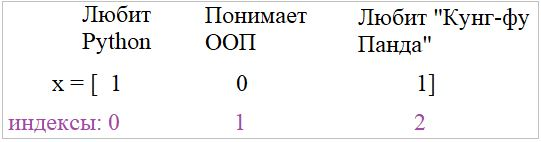 Любит Понимает Любит "Кунг-фу
Python ООП Панда"
x = [ 1 0 1]
индексы: 0 1 2